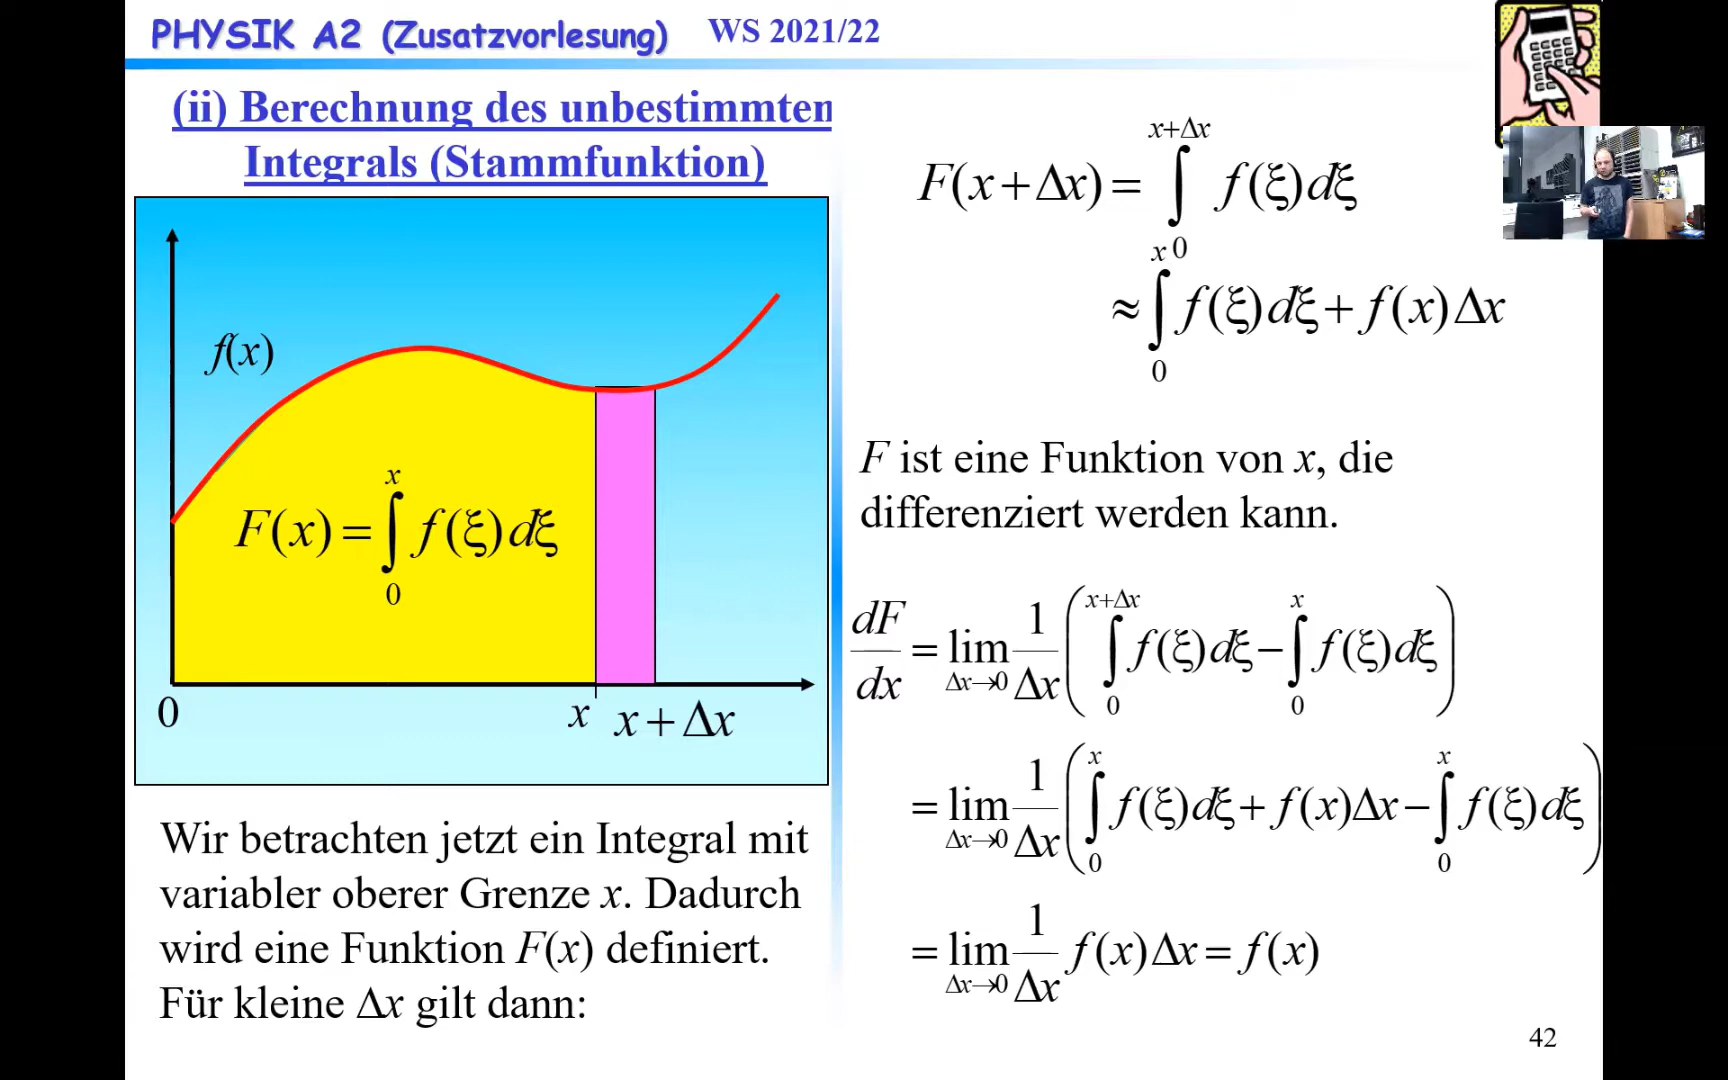 PHYSIK A2 (Zusatzvorlesung) WS 2021/22
(ii) Berechnung des unbestimmten
Integrals (Stammfunktion)
f(x)
F(x) = ∫₀ˣ f(ξ)dξ
0 x x + Δx
Wir betrachten jetzt ein Integral mit
variabler oberer Grenze x. Dadurch
wird eine Funktion F(x) definiert.
Für kleine Δx gilt dann:
F(x + Δx) = ∫₀^(x+Δx) f(ξ)dξ
≈ ∫₀ˣ f(ξ)dξ + f(x)Δx
F ist eine Funktion von x, die
differenziert werden kann.
dF/dx = lim_(Δx→0) 1/Δx ( ∫₀^(x+Δx) f(ξ)dξ − ∫₀ˣ f(ξ)dξ )
= lim_(Δx→0) 1/Δx ( ∫₀ˣ f(ξ)dξ + f(x)Δx − ∫₀ˣ f(ξ)dξ )
= lim_(Δx→0) 1/Δx f(x)Δx = f(x)
42